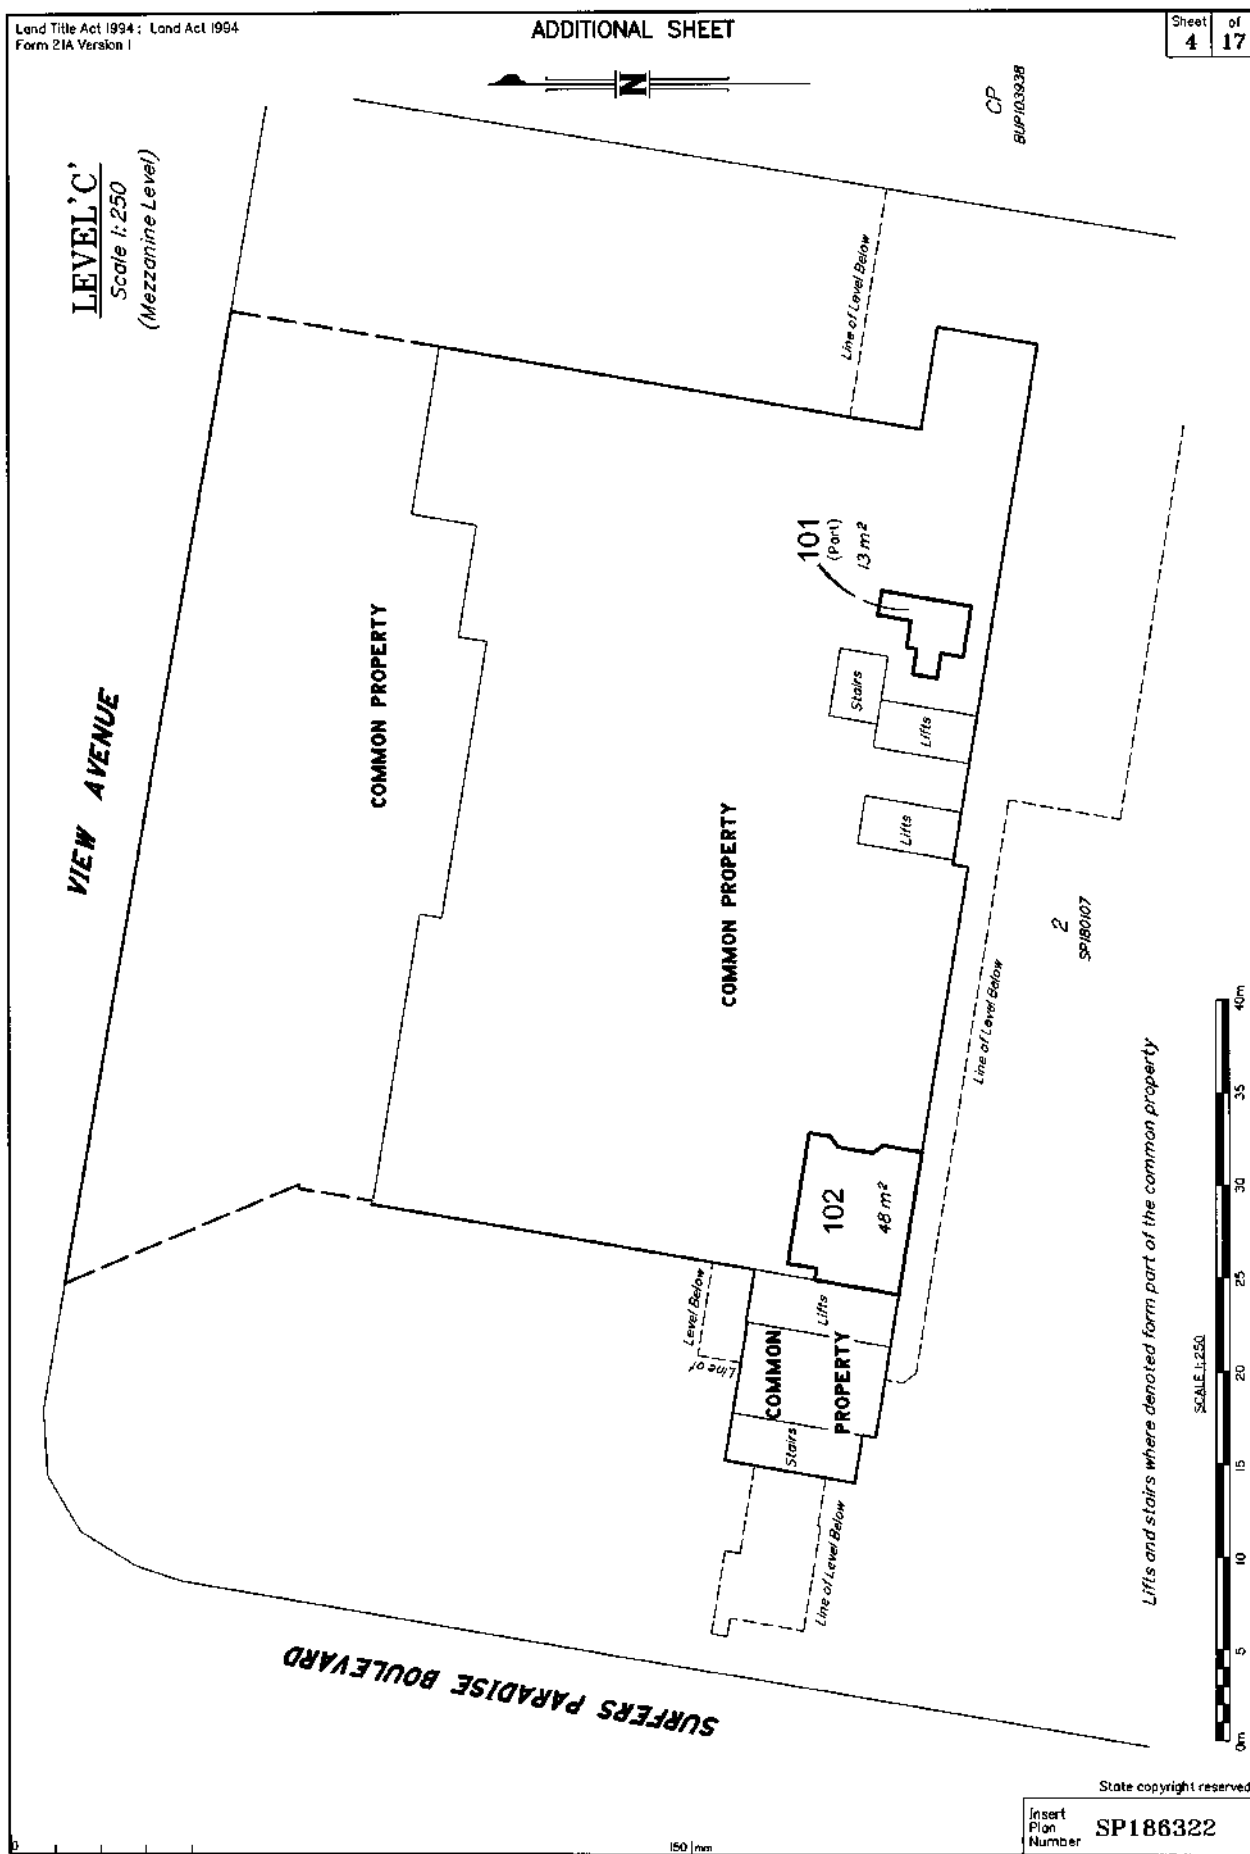 Land Title Act 1994 ; Land Act 1994
Form 21A Version 1
ADDITIONAL SHEET
Sheet of
4 17
N
CP
BUP103938
LEVEL 'C'
Scale 1:250
(Mezzanine Level)
Line of Level Below
101
(Part)
13 m²
VIEW AVENUE
COMMON PROPERTY
Stairs
Lifts
Lifts
COMMON PROPERTY
2
SP180107
Line of Level Below
102
48 m²
Level Below
Line of
Lifts
COMMON
PROPERTY
Stairs
Line of Level Below
SURFERS PARADISE BOULEVARD
Lifts and stairs where denoted form part of the common property
SCALE 1:250
0m 5 10 15 20 25 30 35 40m
State copyright reserved
0 150 mm
Insert
Plan
Number
SP186322